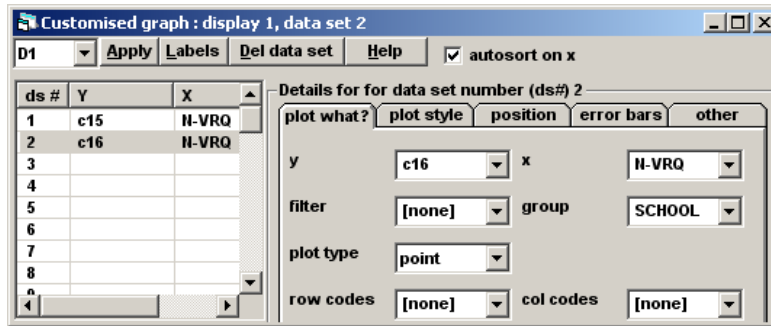 Customised graph : display 1, data set 2
D1 Apply Labels Del data set Help autosort on x
ds # Y X
1 c15 N-VRQ
2 c16 N-VRQ
3
4
5
6
7
8
Details for for data set number (ds#) 2
plot what? plot style position error bars other
y c16 x N-VRQ
filter [none] group SCHOOL
plot type point
row codes [none] col codes [none]